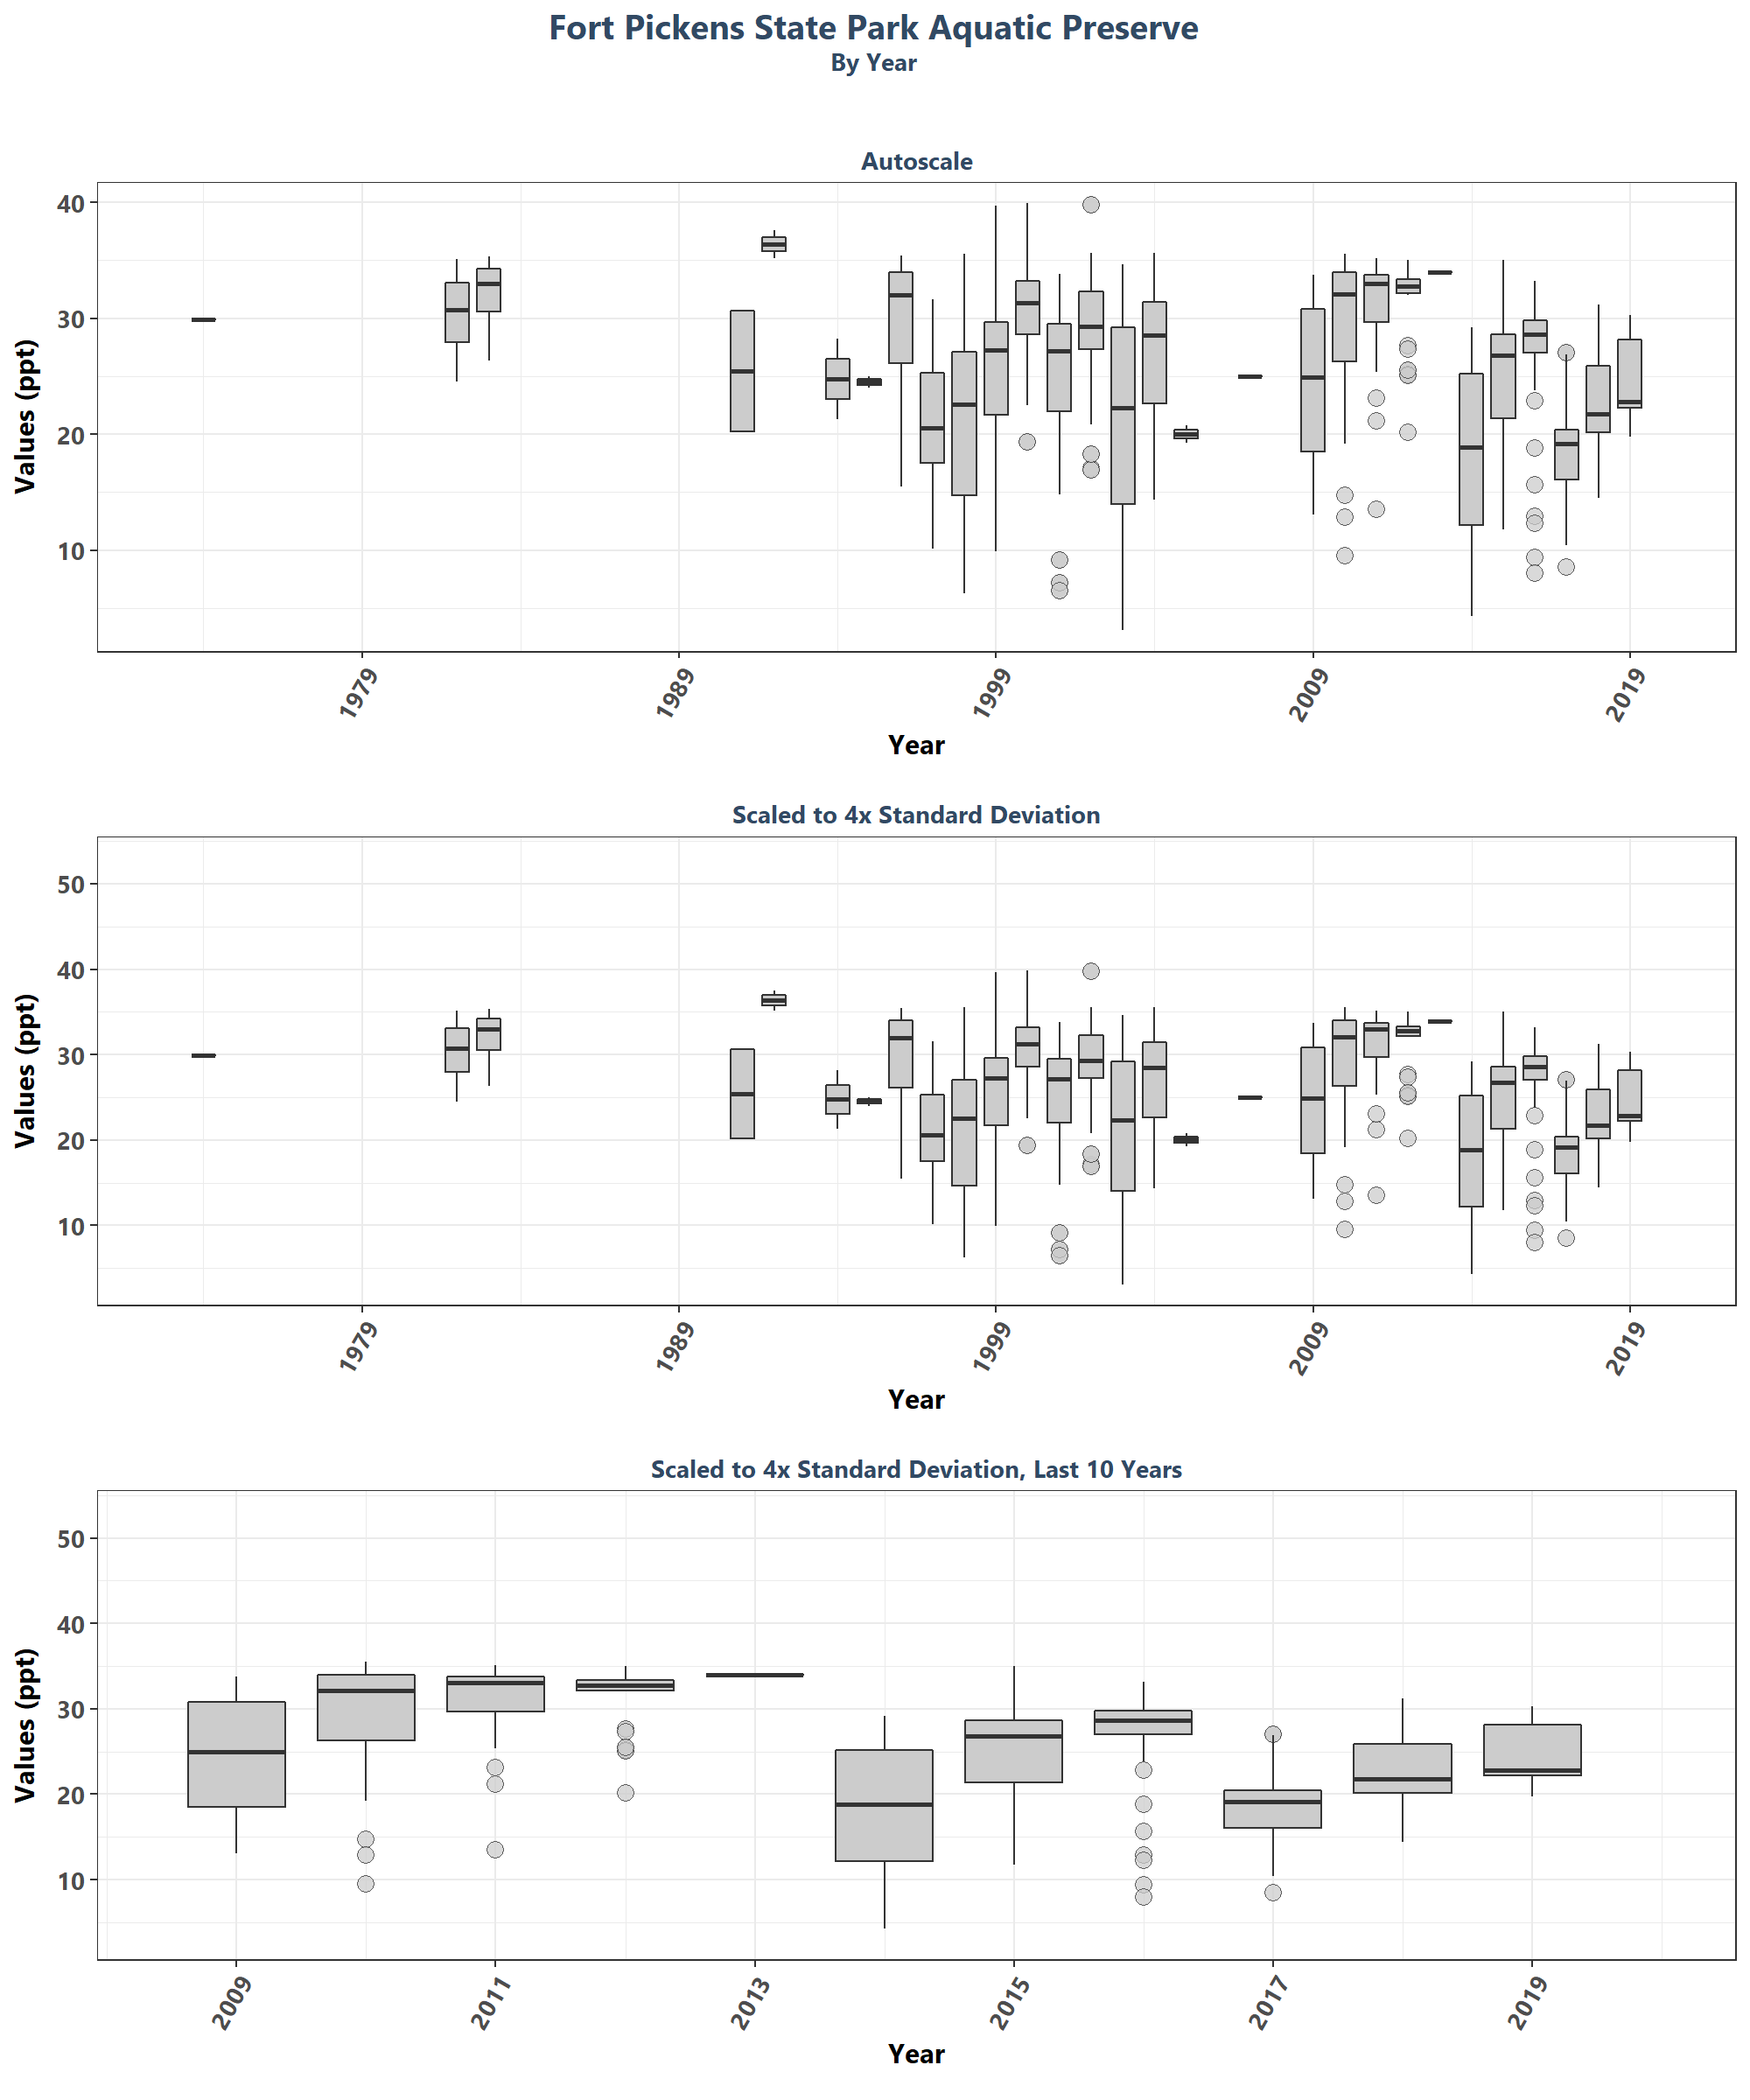 Fort Pickens State Park Aquatic Preserve
By Year
Autoscale
Values (ppt)
40
30
20
10
1979
1989
1999
2009
2019
Year
Scaled to 4x Standard Deviation
Values (ppt)
50
40
30
20
10
1979
1989
1999
2009
2019
Year
Scaled to 4x Standard Deviation, Last 10 Years
Values (ppt)
50
40
30
20
10
2009
2011
2013
2015
2017
2019
Year